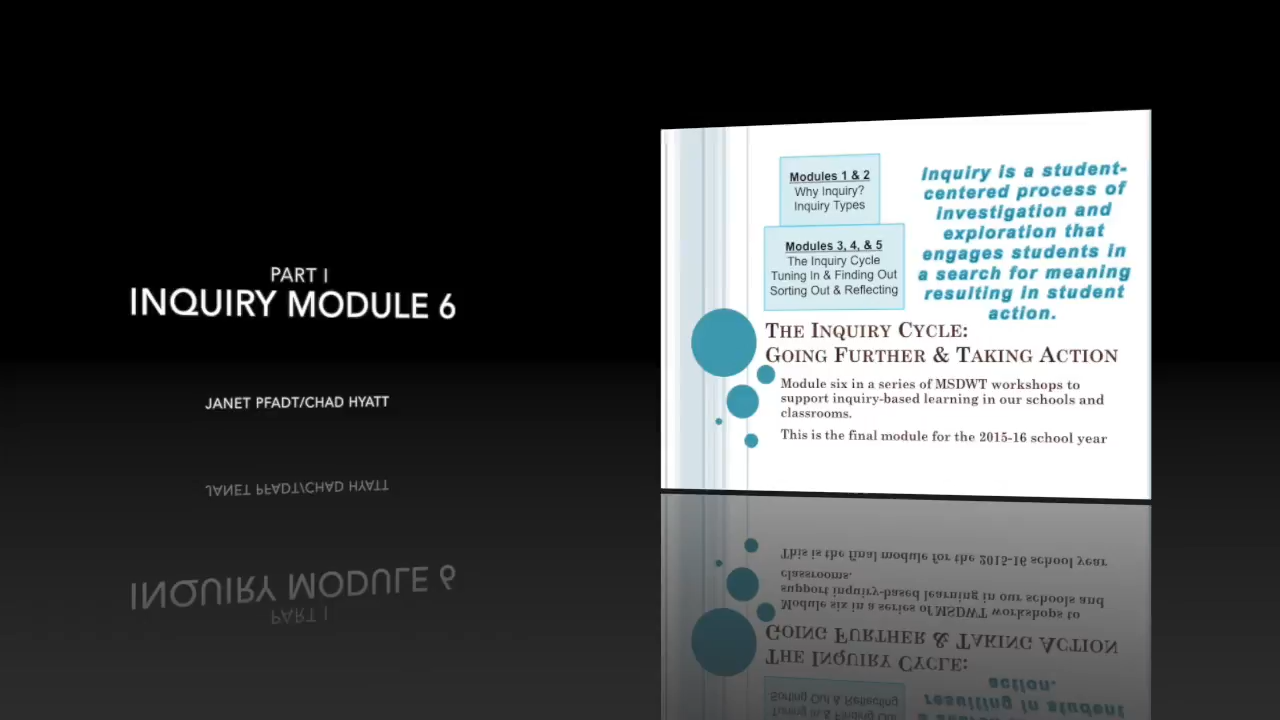 PART I
INQUIRY MODULE 6
JANET PFADT/CHAD HYATT
Modules 1 & 2
Why Inquiry?
Inquiry Types
Modules 3, 4, & 5
The Inquiry Cycle
Tuning In & Finding Out
Sorting Out & Reflecting
Inquiry is a student-
centered process of
investigation and
exploration that
engages students in
a search for meaning
resulting in student
action.
THE INQUIRY CYCLE:
GOING FURTHER & TAKING ACTION
Module six in a series of MSDWT workshops to
support inquiry-based learning in our schools and
classrooms.
This is the final module for the 2015-16 school year